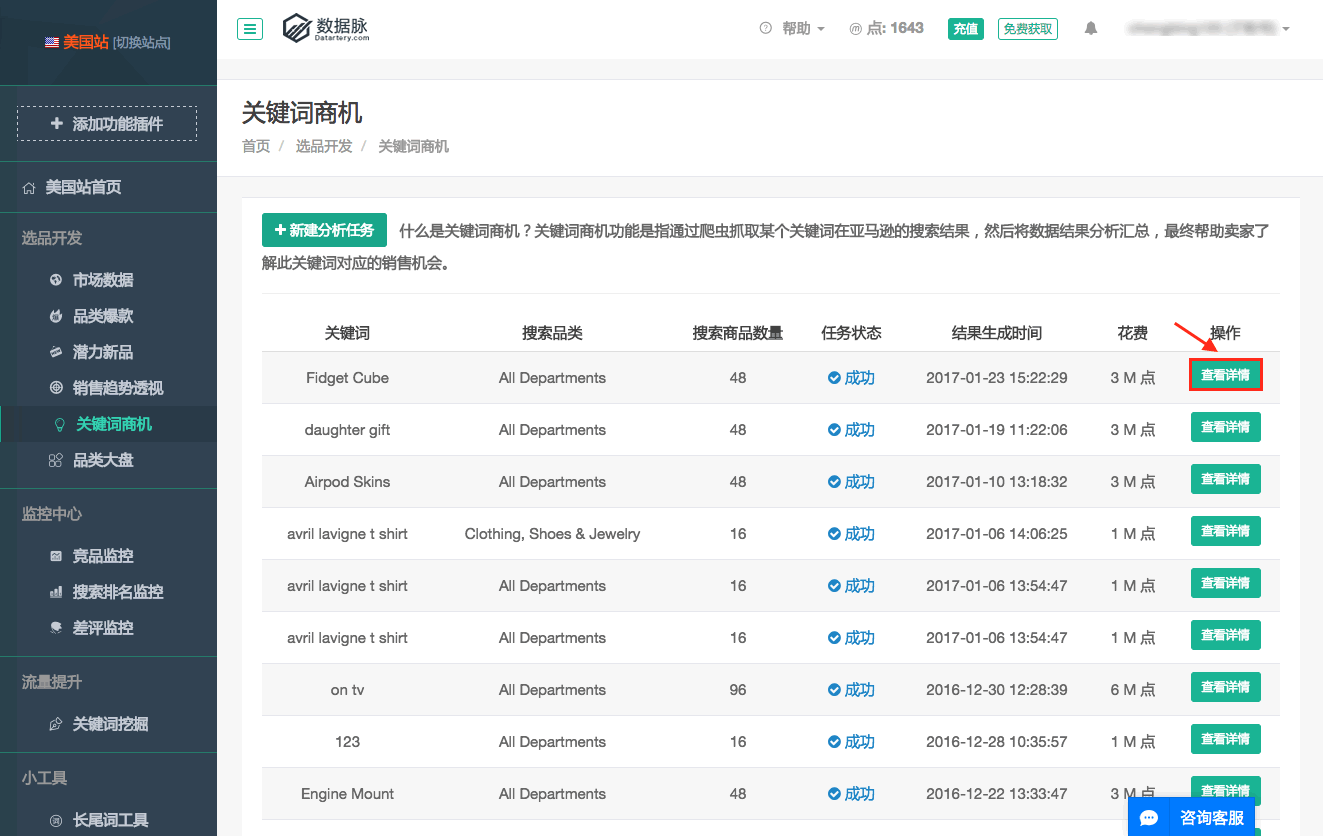 美国站 [切换站点]
数据脉
Datartery.com
帮助
点: 1643
充值
免费获取
添加功能插件
美国站首页
选品开发
市场数据
品类爆款
潜力新品
销售趋势透视
关键词商机
品类大盘
监控中心
竞品监控
搜索排名监控
差评监控
流量提升
关键词挖掘
小工具
长尾词工具
关键词商机
首页 / 选品开发 / 关键词商机
新建分析任务 什么是关键词商机？关键词商机功能是指通过爬虫抓取某个关键词在亚马逊的搜索结果，然后将数据结果分析汇总，最终帮助卖家了
解此关键词对应的销售机会。
关键词 搜索品类 搜索商品数量 任务状态 结果生成时间 花费 操作
Fidget Cube All Departments 48 成功 2017-01-23 15:22:29 3 M 点 查看详情
daughter gift All Departments 48 成功 2017-01-19 11:22:06 3 M 点 查看详情
Airpod Skins All Departments 48 成功 2017-01-10 13:18:32 3 M 点 查看详情
avril lavigne t shirt Clothing, Shoes & Jewelry 16 成功 2017-01-06 14:06:25 1 M 点 查看详情
avril lavigne t shirt All Departments 16 成功 2017-01-06 13:54:47 1 M 点 查看详情
avril lavigne t shirt All Departments 16 成功 2017-01-06 13:54:47 1 M 点 查看详情
on tv All Departments 96 成功 2016-12-30 12:28:39 6 M 点 查看详情
123 All Departments 16 成功 2016-12-28 10:35:57 1 M 点 查看详情
Engine Mount All Departments 48 成功 2016-12-22 13:33:47 3 M 点 查看详情
咨询客服